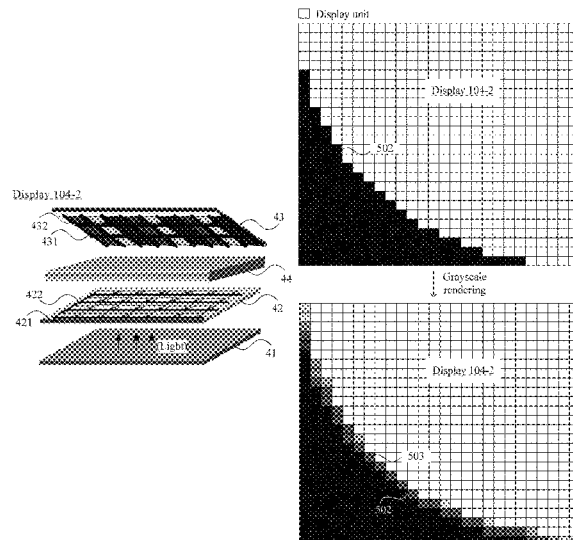 Display unit
Display 104-2
502
Display 104-2
432
431
43
44
422
421
42
(Light)
41
Grayscale
rendering
Display 104-2
503
502